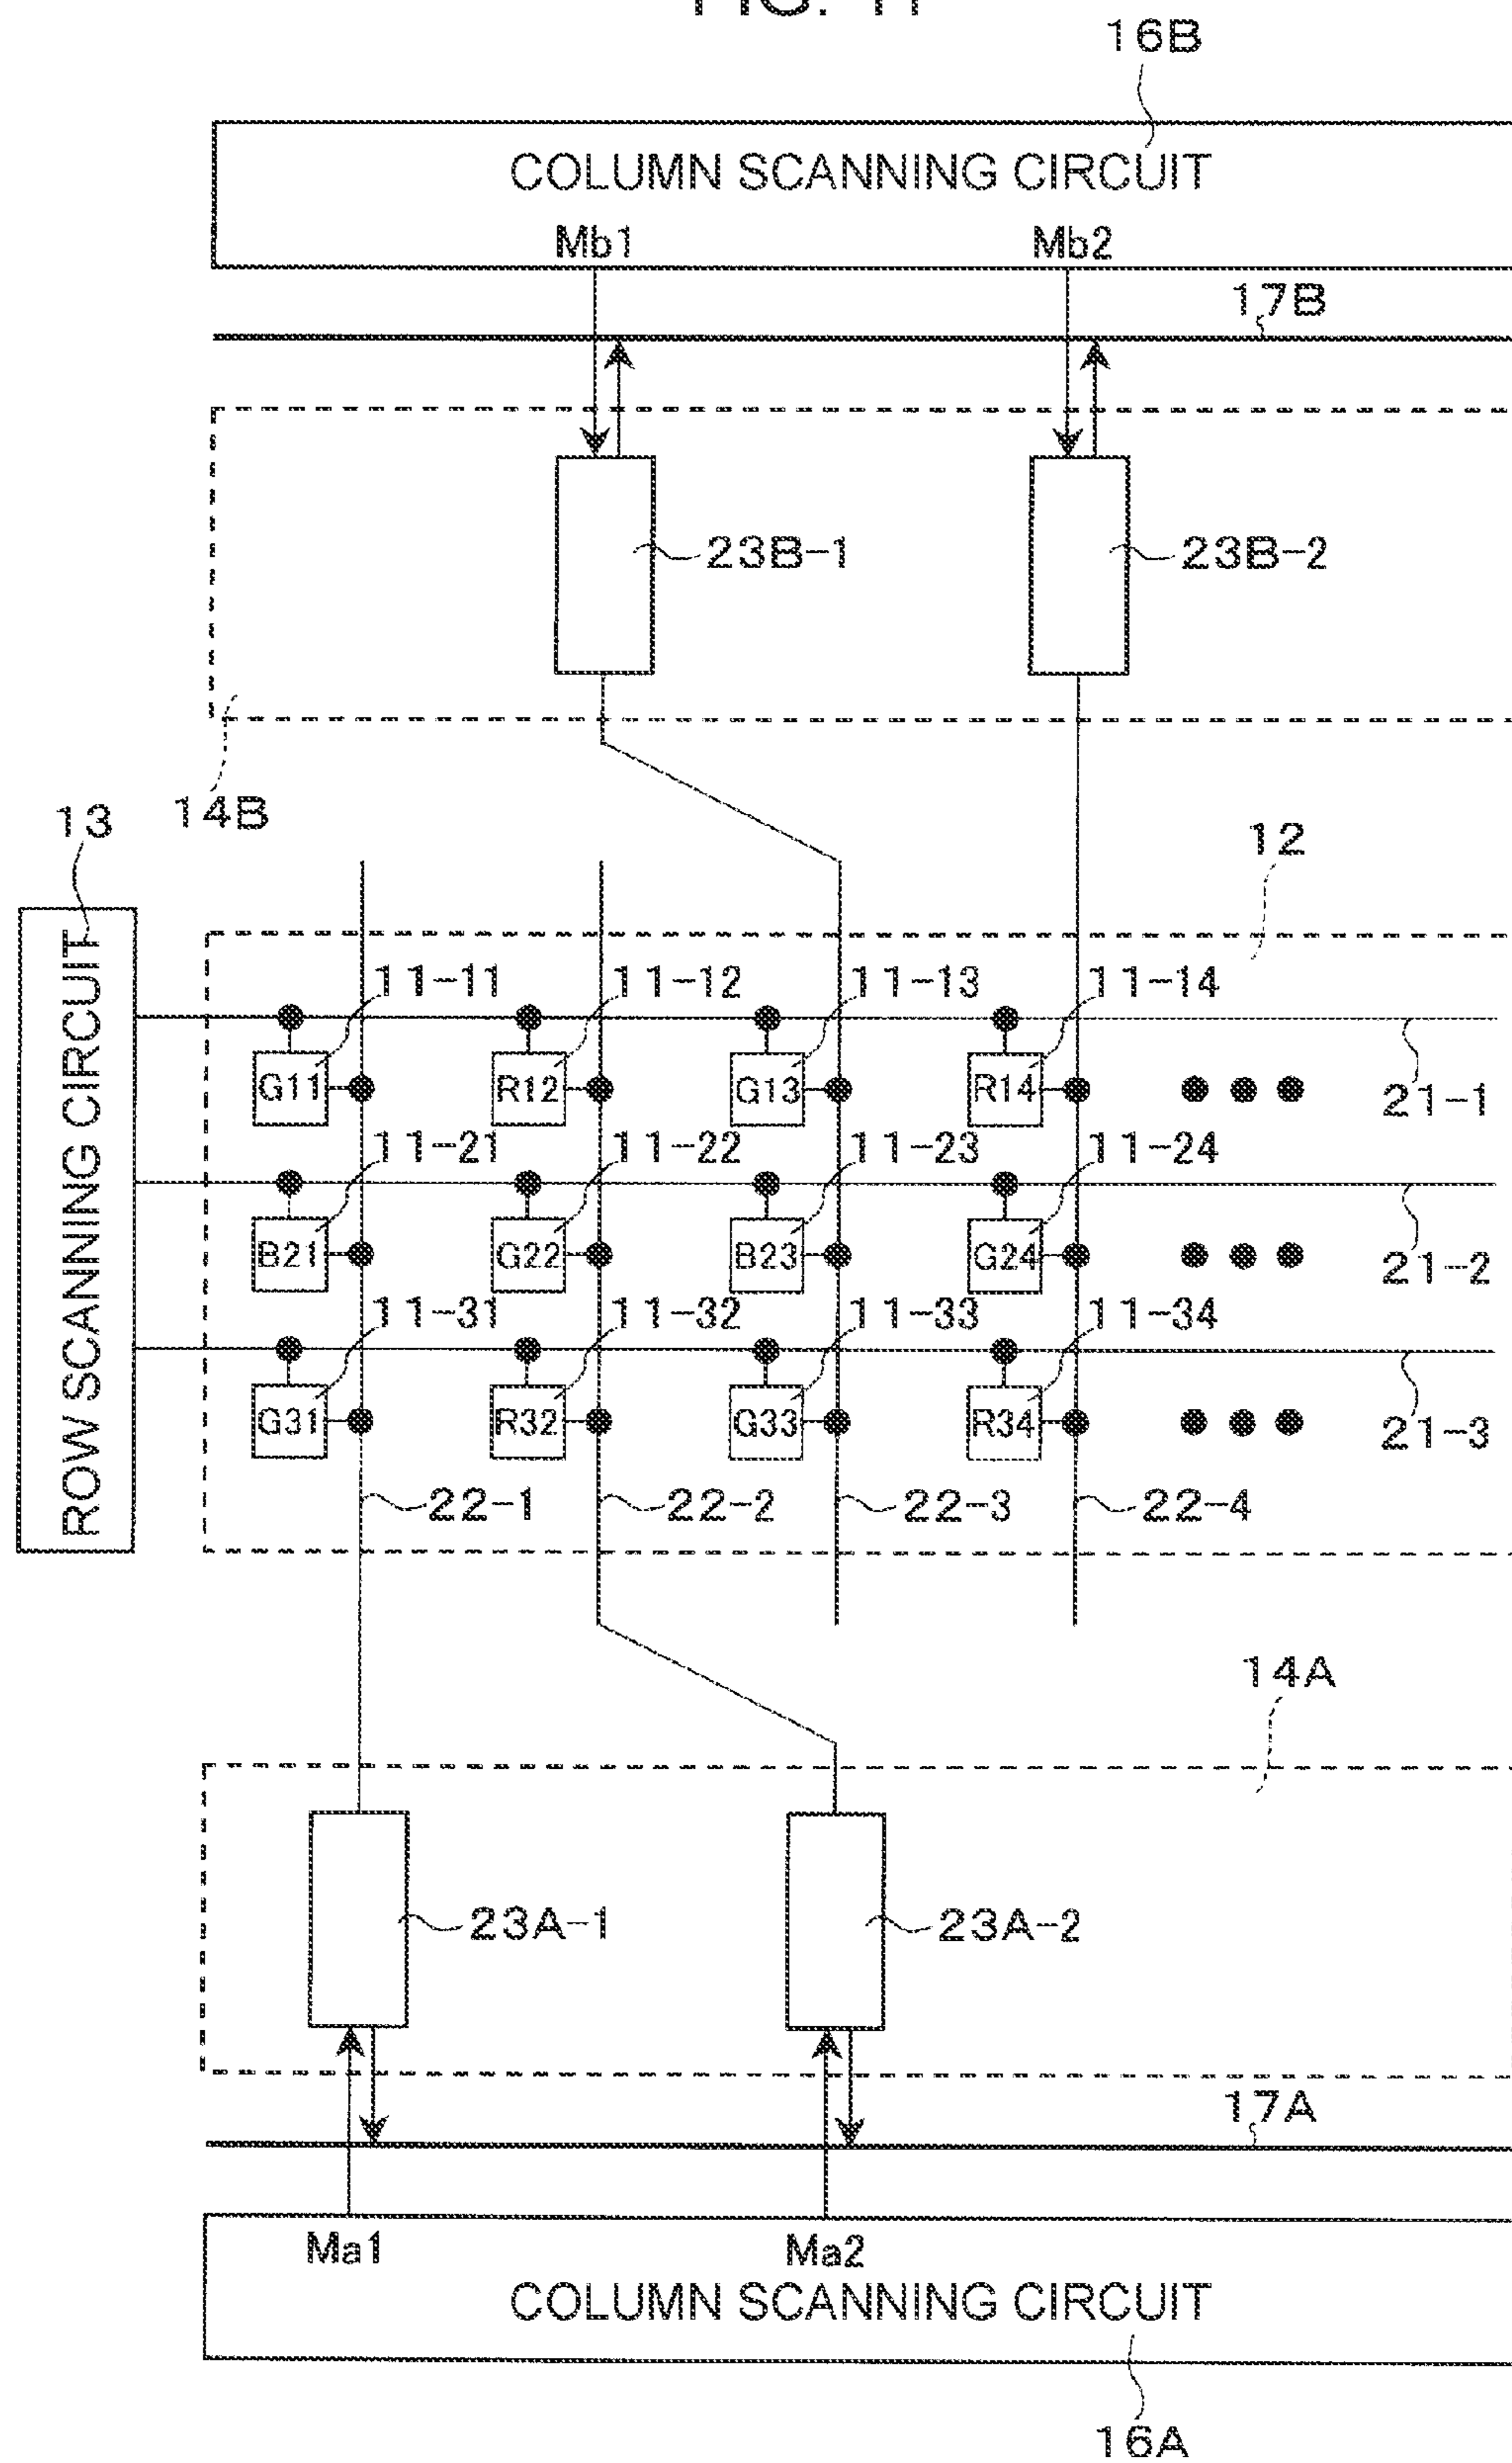 16B
COLUMN SCANNING CIRCUIT
Mb1 Mb2
17B
23B-1 23B-2
14B
13
12
ROW SCANNING CIRCUIT
11-11 11-12 11-13 11-14
G11 R12 G13 R14
21-1
11-21 11-22 11-23 11-24
B21 G22 B23 G24
21-2
11-31 11-32 11-33 11-34
G31 R32 G33 R34
21-3
22-1 22-2 22-3 22-4
14A
23A-1 23A-2
17A
Ma1 Ma2
COLUMN SCANNING CIRCUIT
16A